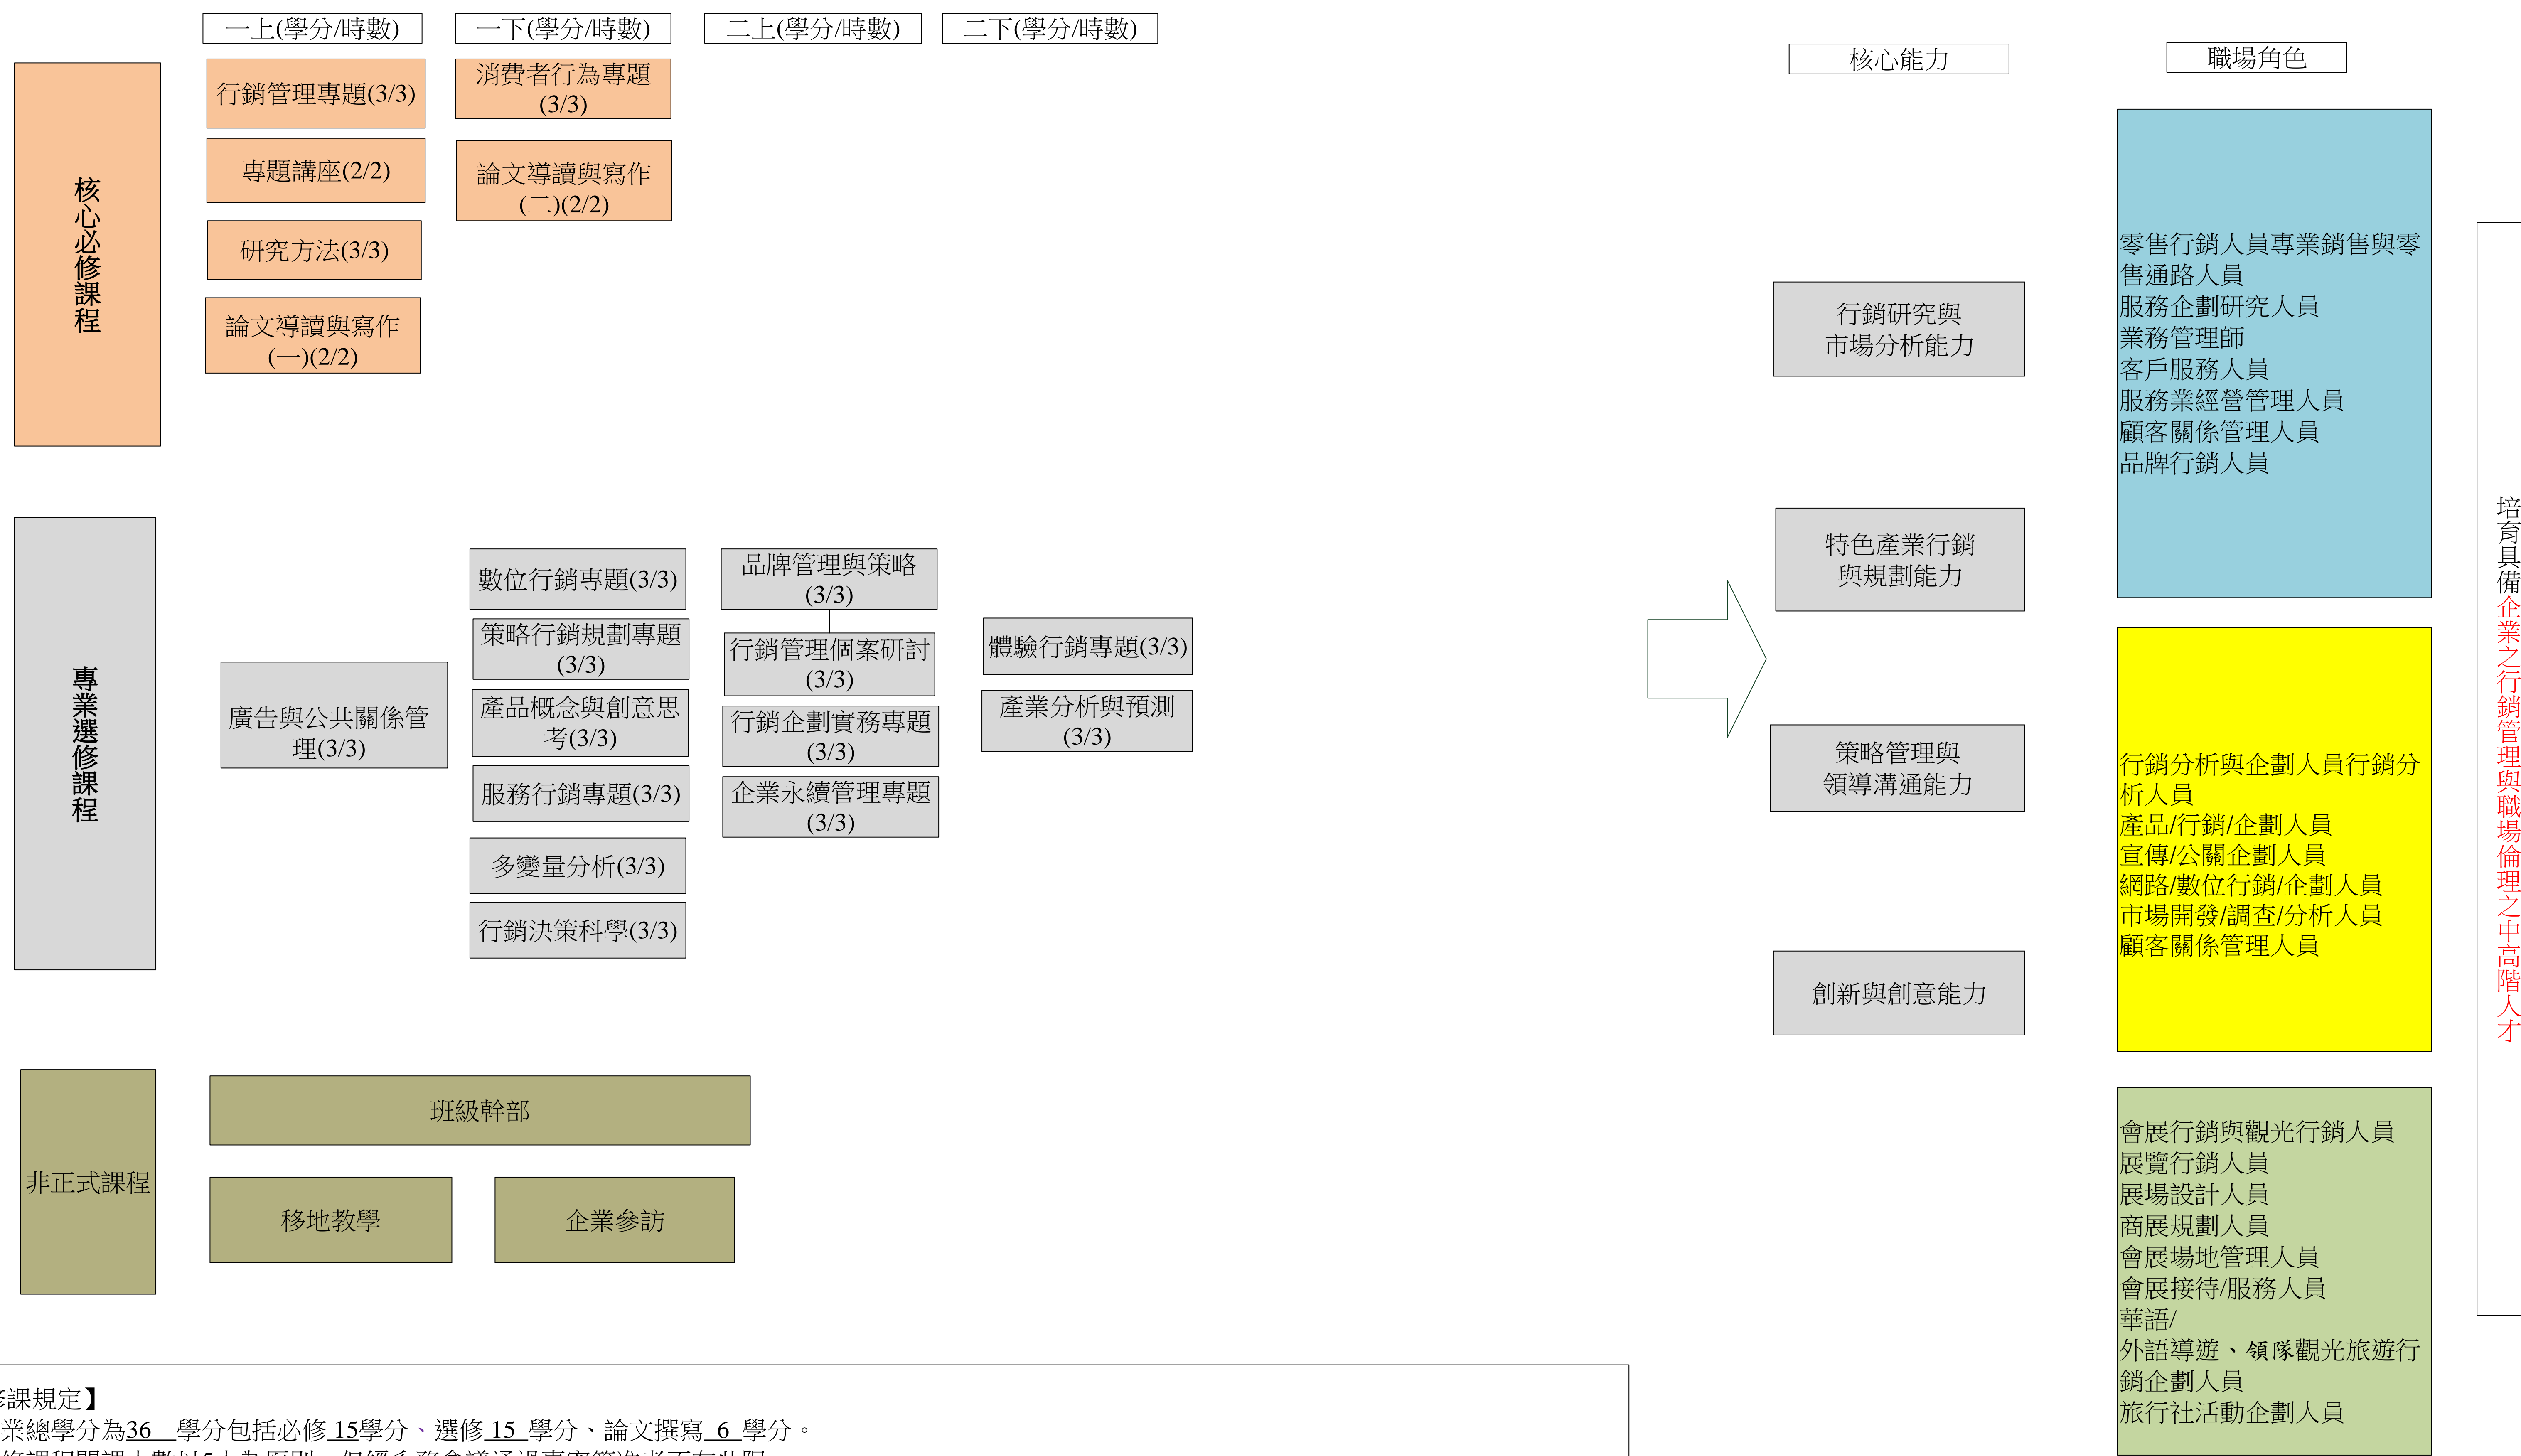 一上(學分/時數)
一下(學分/時數)
二上(學分/時數)
二下(學分/時數)
核心能力
職場角色
核心必修課程
行銷管理專題(3/3)
專題講座(2/2)
研究方法(3/3)
論文導讀與寫作
(一)(2/2)
消費者行為專題
(3/3)
論文導讀與寫作
(二)(2/2)
專業選修課程
廣告與公共關係管
理(3/3)
數位行銷專題(3/3)
策略行銷規劃專題
(3/3)
產品概念與創意思
考(3/3)
服務行銷專題(3/3)
多變量分析(3/3)
行銷決策科學(3/3)
品牌管理與策略
(3/3)
行銷管理個案研討
(3/3)
行銷企劃實務專題
(3/3)
企業永續管理專題
(3/3)
體驗行銷專題(3/3)
產業分析與預測
(3/3)
非正式課程
班級幹部
移地教學
企業參訪
行銷研究與
市場分析能力
特色產業行銷
與規劃能力
策略管理與
領導溝通能力
創新與創意能力
零售行銷人員專業銷售與零
售通路人員
服務企劃研究人員
業務管理師
客戶服務人員
服務業經營管理人員
顧客關係管理人員
品牌行銷人員
行銷分析與企劃人員行銷分
析人員
產品/行銷/企劃人員
宣傳/公關企劃人員
網路/數位行銷/企劃人員
市場開發/調查/分析人員
顧客關係管理人員
會展行銷與觀光行銷人員
展覽行銷人員
展場設計人員
商展規劃人員
會展場地管理人員
會展接待/服務人員
華語/
外語導遊、領隊觀光旅遊行
銷企劃人員
旅行社活動企劃人員
培育具備企業之行銷管理與職場倫理之中高階人才
修課規定】
業總學分為36 學分包括必修 15學分、選修 15 學分、論文撰寫 6 學分。